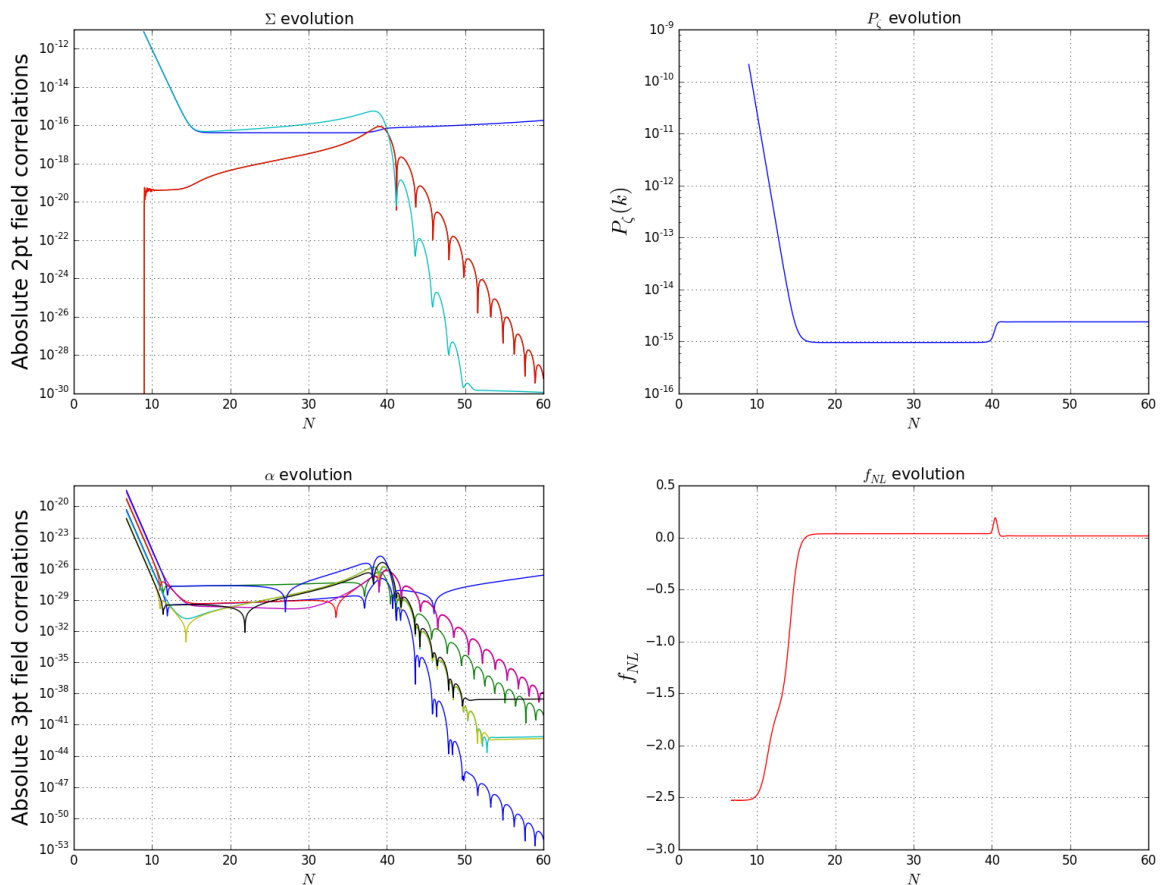 Σ evolution
Aboslute 2pt field correlations
10^{-12}
10^{-14}
10^{-16}
10^{-18}
10^{-20}
10^{-22}
10^{-24}
10^{-26}
10^{-28}
10^{-30}
0 10 20 30 40 50 60
N
P_ζ evolution
P_ζ(k)
10^{-9}
10^{-10}
10^{-11}
10^{-12}
10^{-13}
10^{-14}
10^{-15}
10^{-16}
0 10 20 30 40 50 60
N
α evolution
Absolute 3pt field correlations
10^{-20}
10^{-23}
10^{-26}
10^{-29}
10^{-32}
10^{-35}
10^{-38}
10^{-41}
10^{-44}
10^{-47}
10^{-50}
10^{-53}
0 10 20 30 40 50 60
N
f_{NL} evolution
f_{NL}
0.5
0.0
−0.5
−1.0
−1.5
−2.0
−2.5
−3.0
0 10 20 30 40 50 60
N